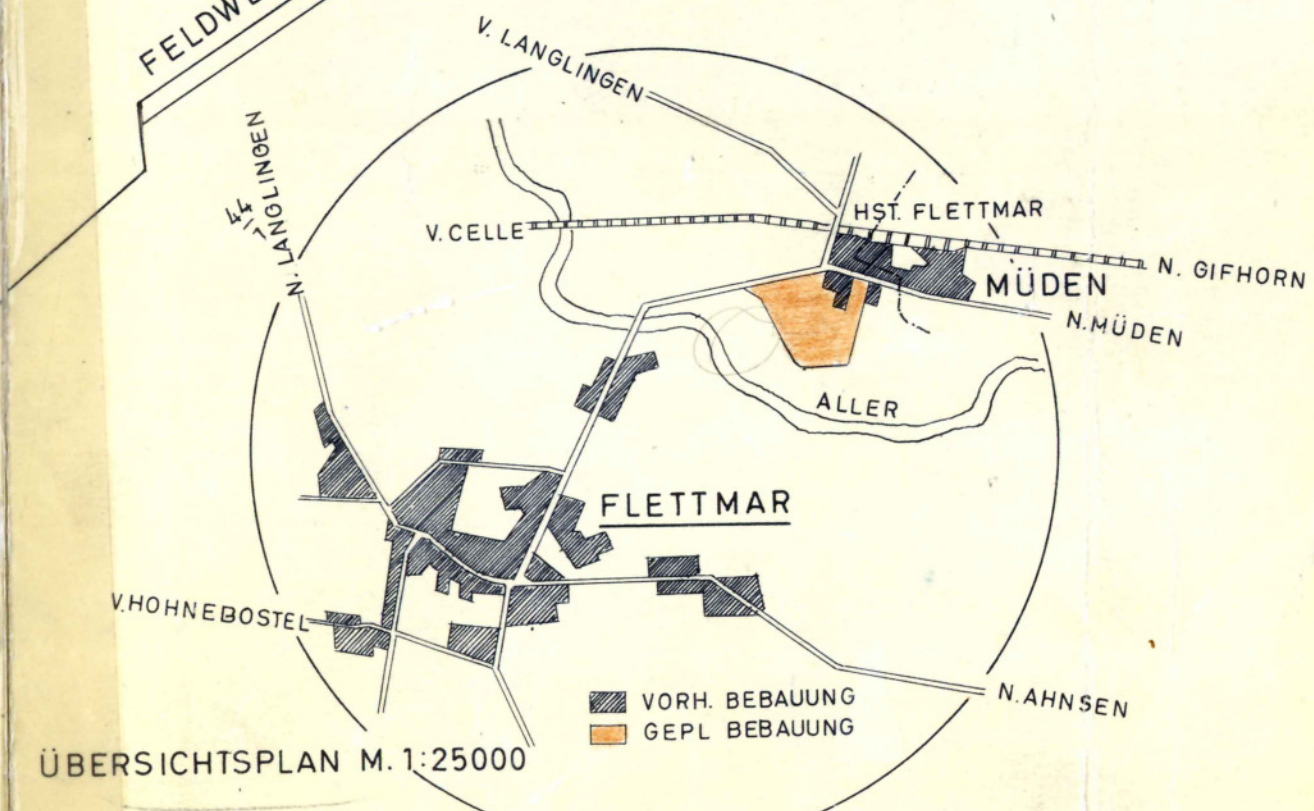 FELDWE
V. LANGLINGEN
N. LANGLINGEN
HST. FLETTMAR
V. CELLE
N. GIFHORN
MÜDEN
N. MÜDEN
ALLER
FLETTMAR
V. HOHNEBOSTEL
N. AHNSEN
VORH. BEBAUUNG
GEPL BEBAUUNG
ÜBERSICHTSPLAN M. 1:25000